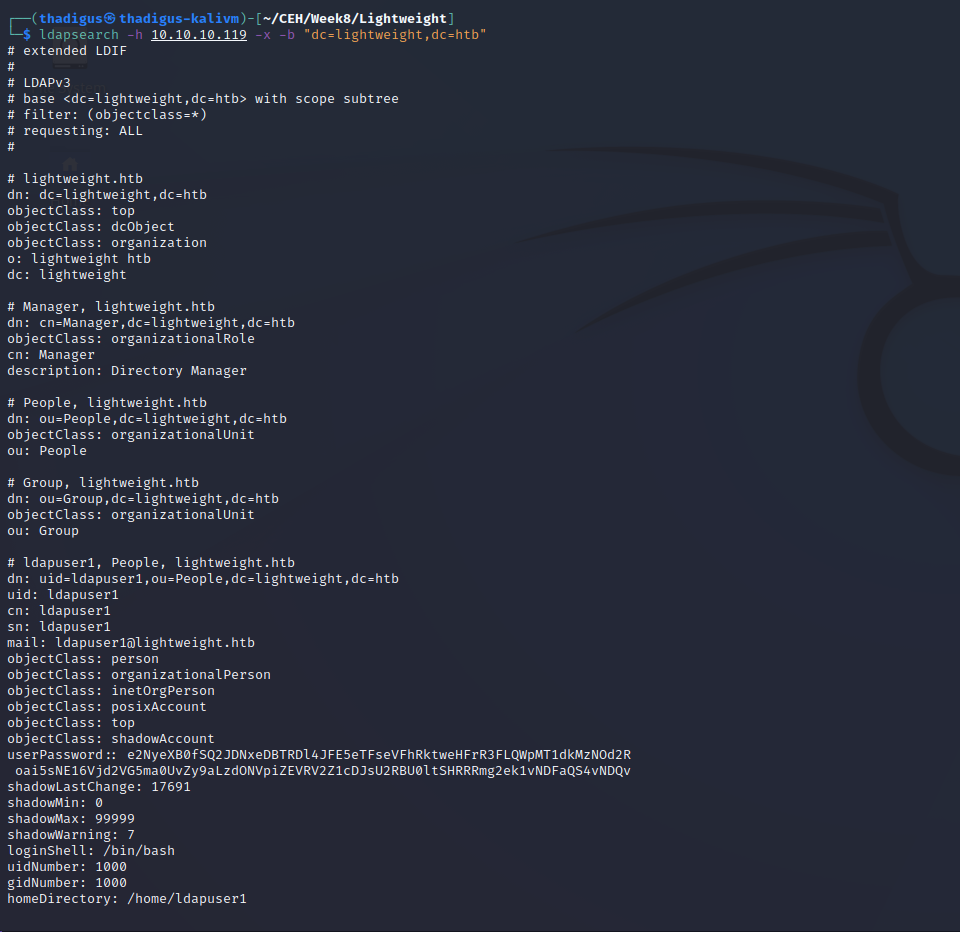 ┌──(thadigus㉿thadigus-kalivm)-[~/CEH/Week8/Lightweight]
└─$ ldapsearch -h 10.10.10.119 -x -b "dc=lightweight,dc=htb"
# extended LDIF
#
# LDAPv3
# base <dc=lightweight,dc=htb> with scope subtree
# filter: (objectclass=*)
# requesting: ALL
#

# lightweight.htb
dn: dc=lightweight,dc=htb
objectClass: top
objectClass: dcObject
objectClass: organization
o: lightweight htb
dc: lightweight

# Manager, lightweight.htb
dn: cn=Manager,dc=lightweight,dc=htb
objectClass: organizationalRole
cn: Manager
description: Directory Manager

# People, lightweight.htb
dn: ou=People,dc=lightweight,dc=htb
objectClass: organizationalUnit
ou: People

# Group, lightweight.htb
dn: ou=Group,dc=lightweight,dc=htb
objectClass: organizationalUnit
ou: Group

# ldapuser1, People, lightweight.htb
dn: uid=ldapuser1,ou=People,dc=lightweight,dc=htb
uid: ldapuser1
cn: ldapuser1
sn: ldapuser1
mail: ldapuser1@lightweight.htb
objectClass: person
objectClass: organizationalPerson
objectClass: inetOrgPerson
objectClass: posixAccount
objectClass: top
objectClass: shadowAccount
userPassword:: e2NyeXB0fSQ2JDNxeDBTRDl4JFE5eTFseVFhRktweHFrR3FLQWpMT1dkMzNOd2R
 oai5sNE16Vjd2VG5ma0UvZy9aLzdONVpiZEVRV2Z1cDJsU2RBU0ltSHRRRmg2ek1vNDFaQS4vNDQv
shadowLastChange: 17691
shadowMin: 0
shadowMax: 99999
shadowWarning: 7
loginShell: /bin/bash
uidNumber: 1000
gidNumber: 1000
homeDirectory: /home/ldapuser1